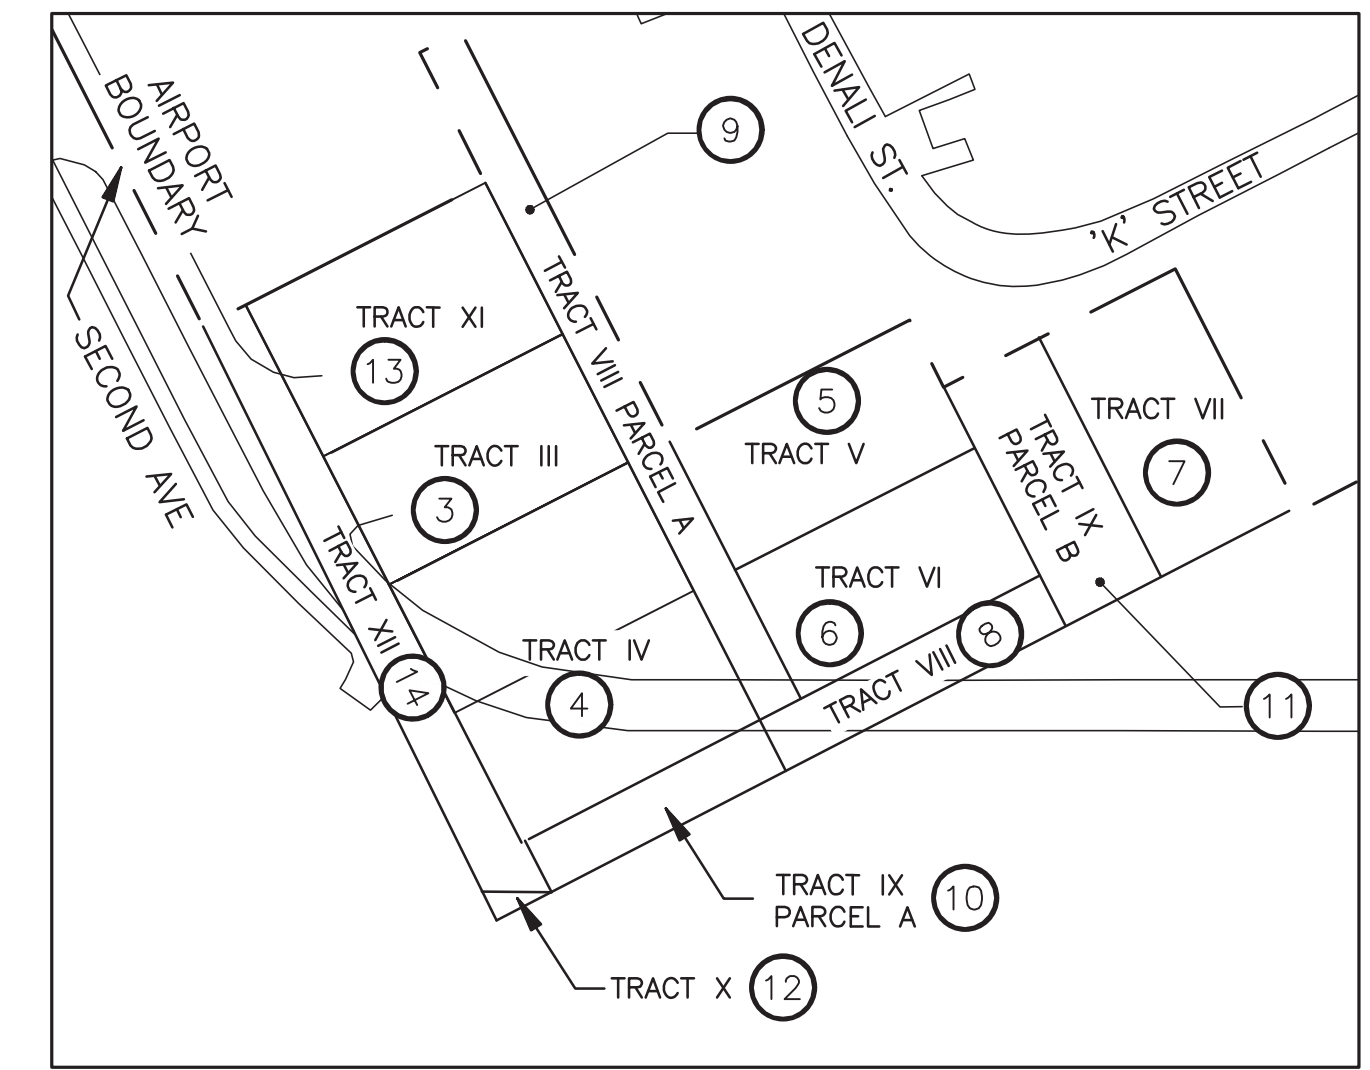 AIRPORT
BOUNDARY
DENALI ST.
'K' STREET
9
SECOND AVE
TRACT XI
13
TRACT VIII PARCEL A
TRACT III
3
5
TRACT V
TRACT VII
7
TRACT IX
PARCEL B
TRACT XII
14
TRACT IV
4
TRACT VI
6
TRACT VIII
8
11
TRACT IX
PARCEL A
10
TRACT X
12